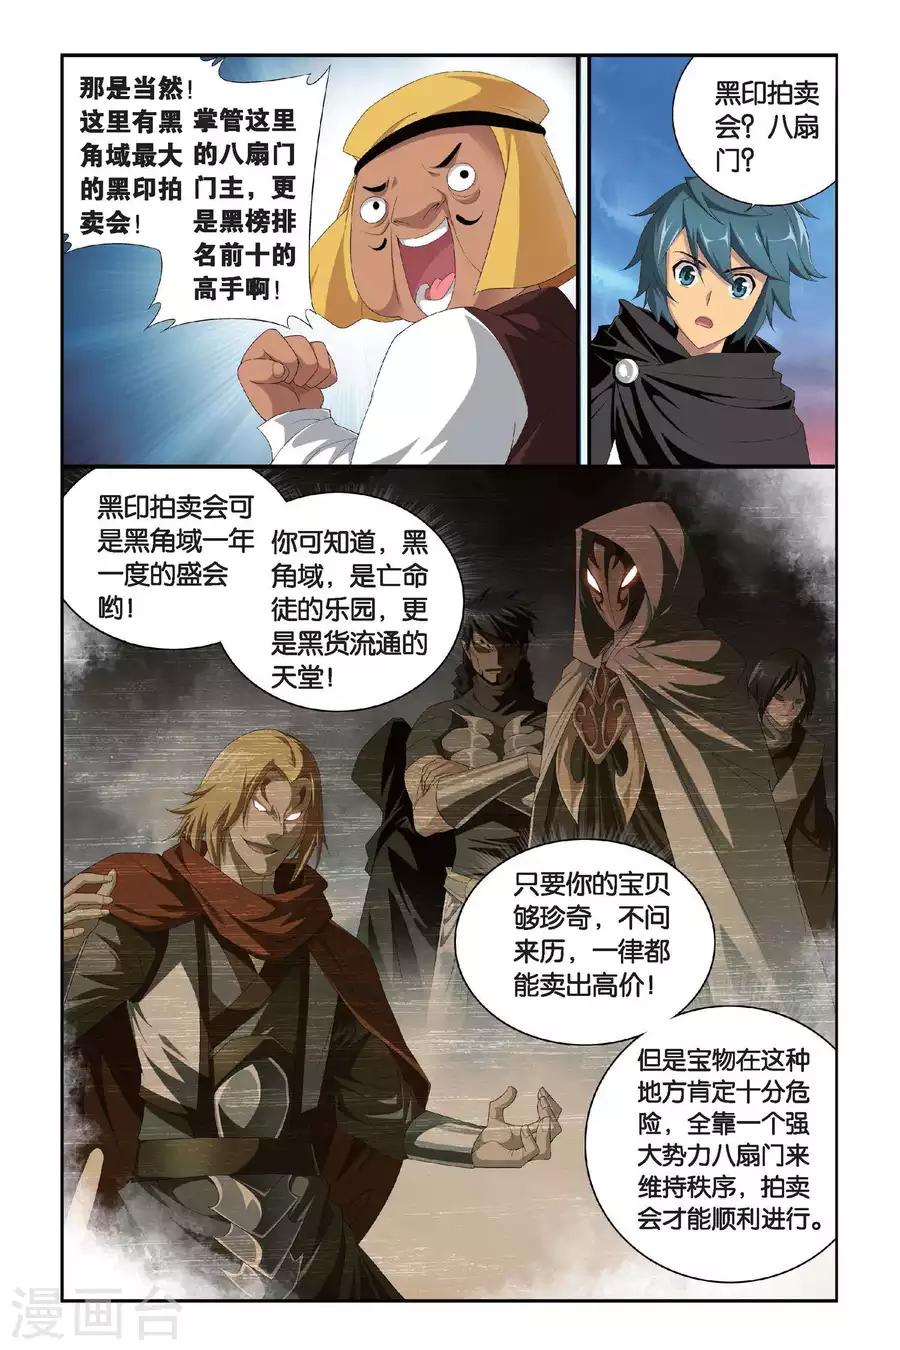 那是当然！
这里有黑
角域最大
的黑印拍
卖会！
掌管这里
的八扇门
门主，更
是黑榜排
名前十的
高手啊！
黑印拍卖
会？八扇
门？
黑印拍卖会可
是黑角域一年
一度的盛会
哟！
你可知道，黑
角域，是亡命
徒的乐园，更
是黑货流通的
天堂！
只要你的宝贝
够珍奇，不问
来历，一律都
能卖出高价！
但是宝物在这种
地方肯定十分危
险，全靠一个强
大势力八扇门来
维持秩序，拍卖
会才能顺利进行。
漫画台